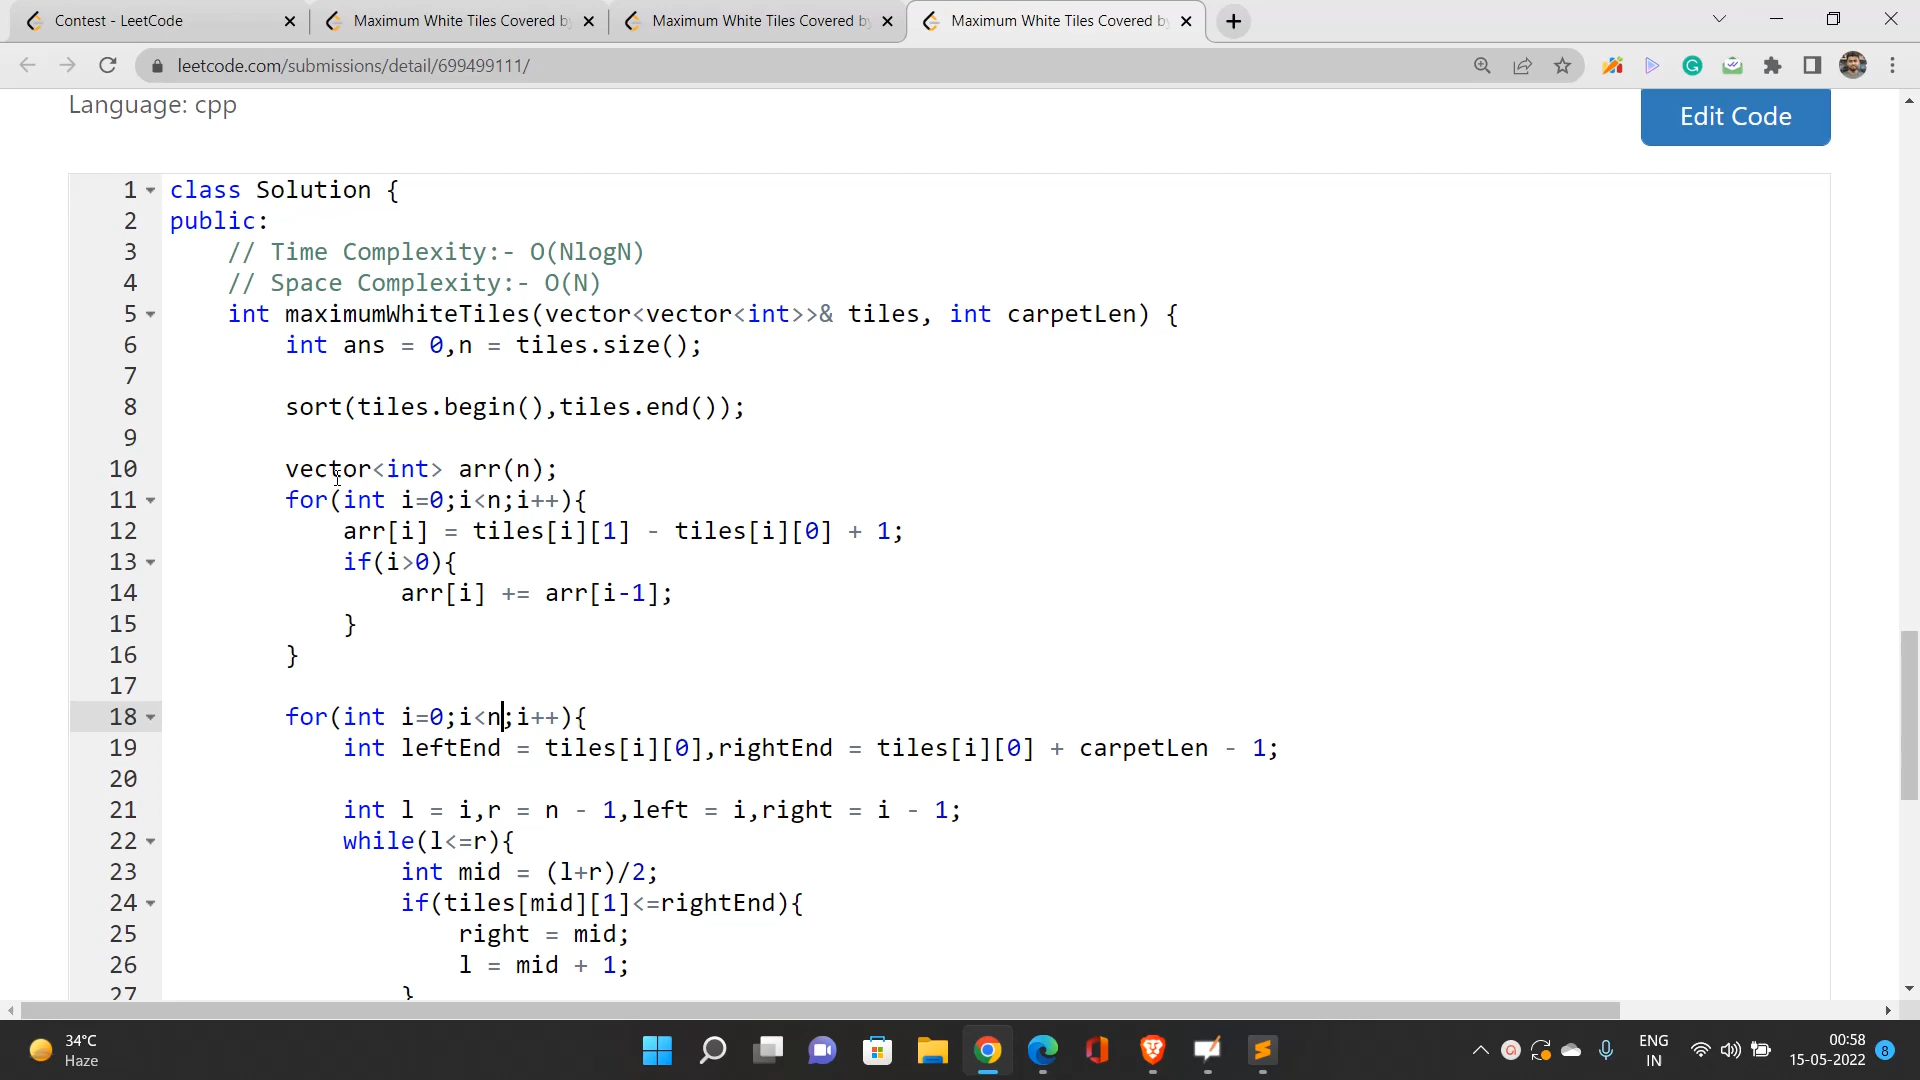 Contest - LeetCode
Maximum White Tiles Covered b
Maximum White Tiles Covered b
Maximum White Tiles Covered b
leetcode.com/submissions/detail/699499111/
Language: cpp
Edit Code
1 class Solution {
2 public:
3 // Time Complexity:- O(NlogN)
4 // Space Complexity:- O(N)
5 int maximumWhiteTiles(vector<vector<int>>& tiles, int carpetLen) {
6 int ans = 0,n = tiles.size();
7
8 sort(tiles.begin(),tiles.end());
9
10 vector<int> arr(n);
11 for(int i=0;i<n;i++){
12 arr[i] = tiles[i][1] - tiles[i][0] + 1;
13 if(i>0){
14 arr[i] += arr[i-1];
15 }
16 }
17
18 for(int i=0;i<n;i++){
19 int leftEnd = tiles[i][0],rightEnd = tiles[i][0] + carpetLen - 1;
20
21 int l = i,r = n - 1,left = i,right = i - 1;
22 while(l<=r){
23 int mid = (l+r)/2;
24 if(tiles[mid][1]<=rightEnd){
25 right = mid;
26 l = mid + 1;
27 }
34°C
Haze
ENG
IN
00:58
15-05-2022
8